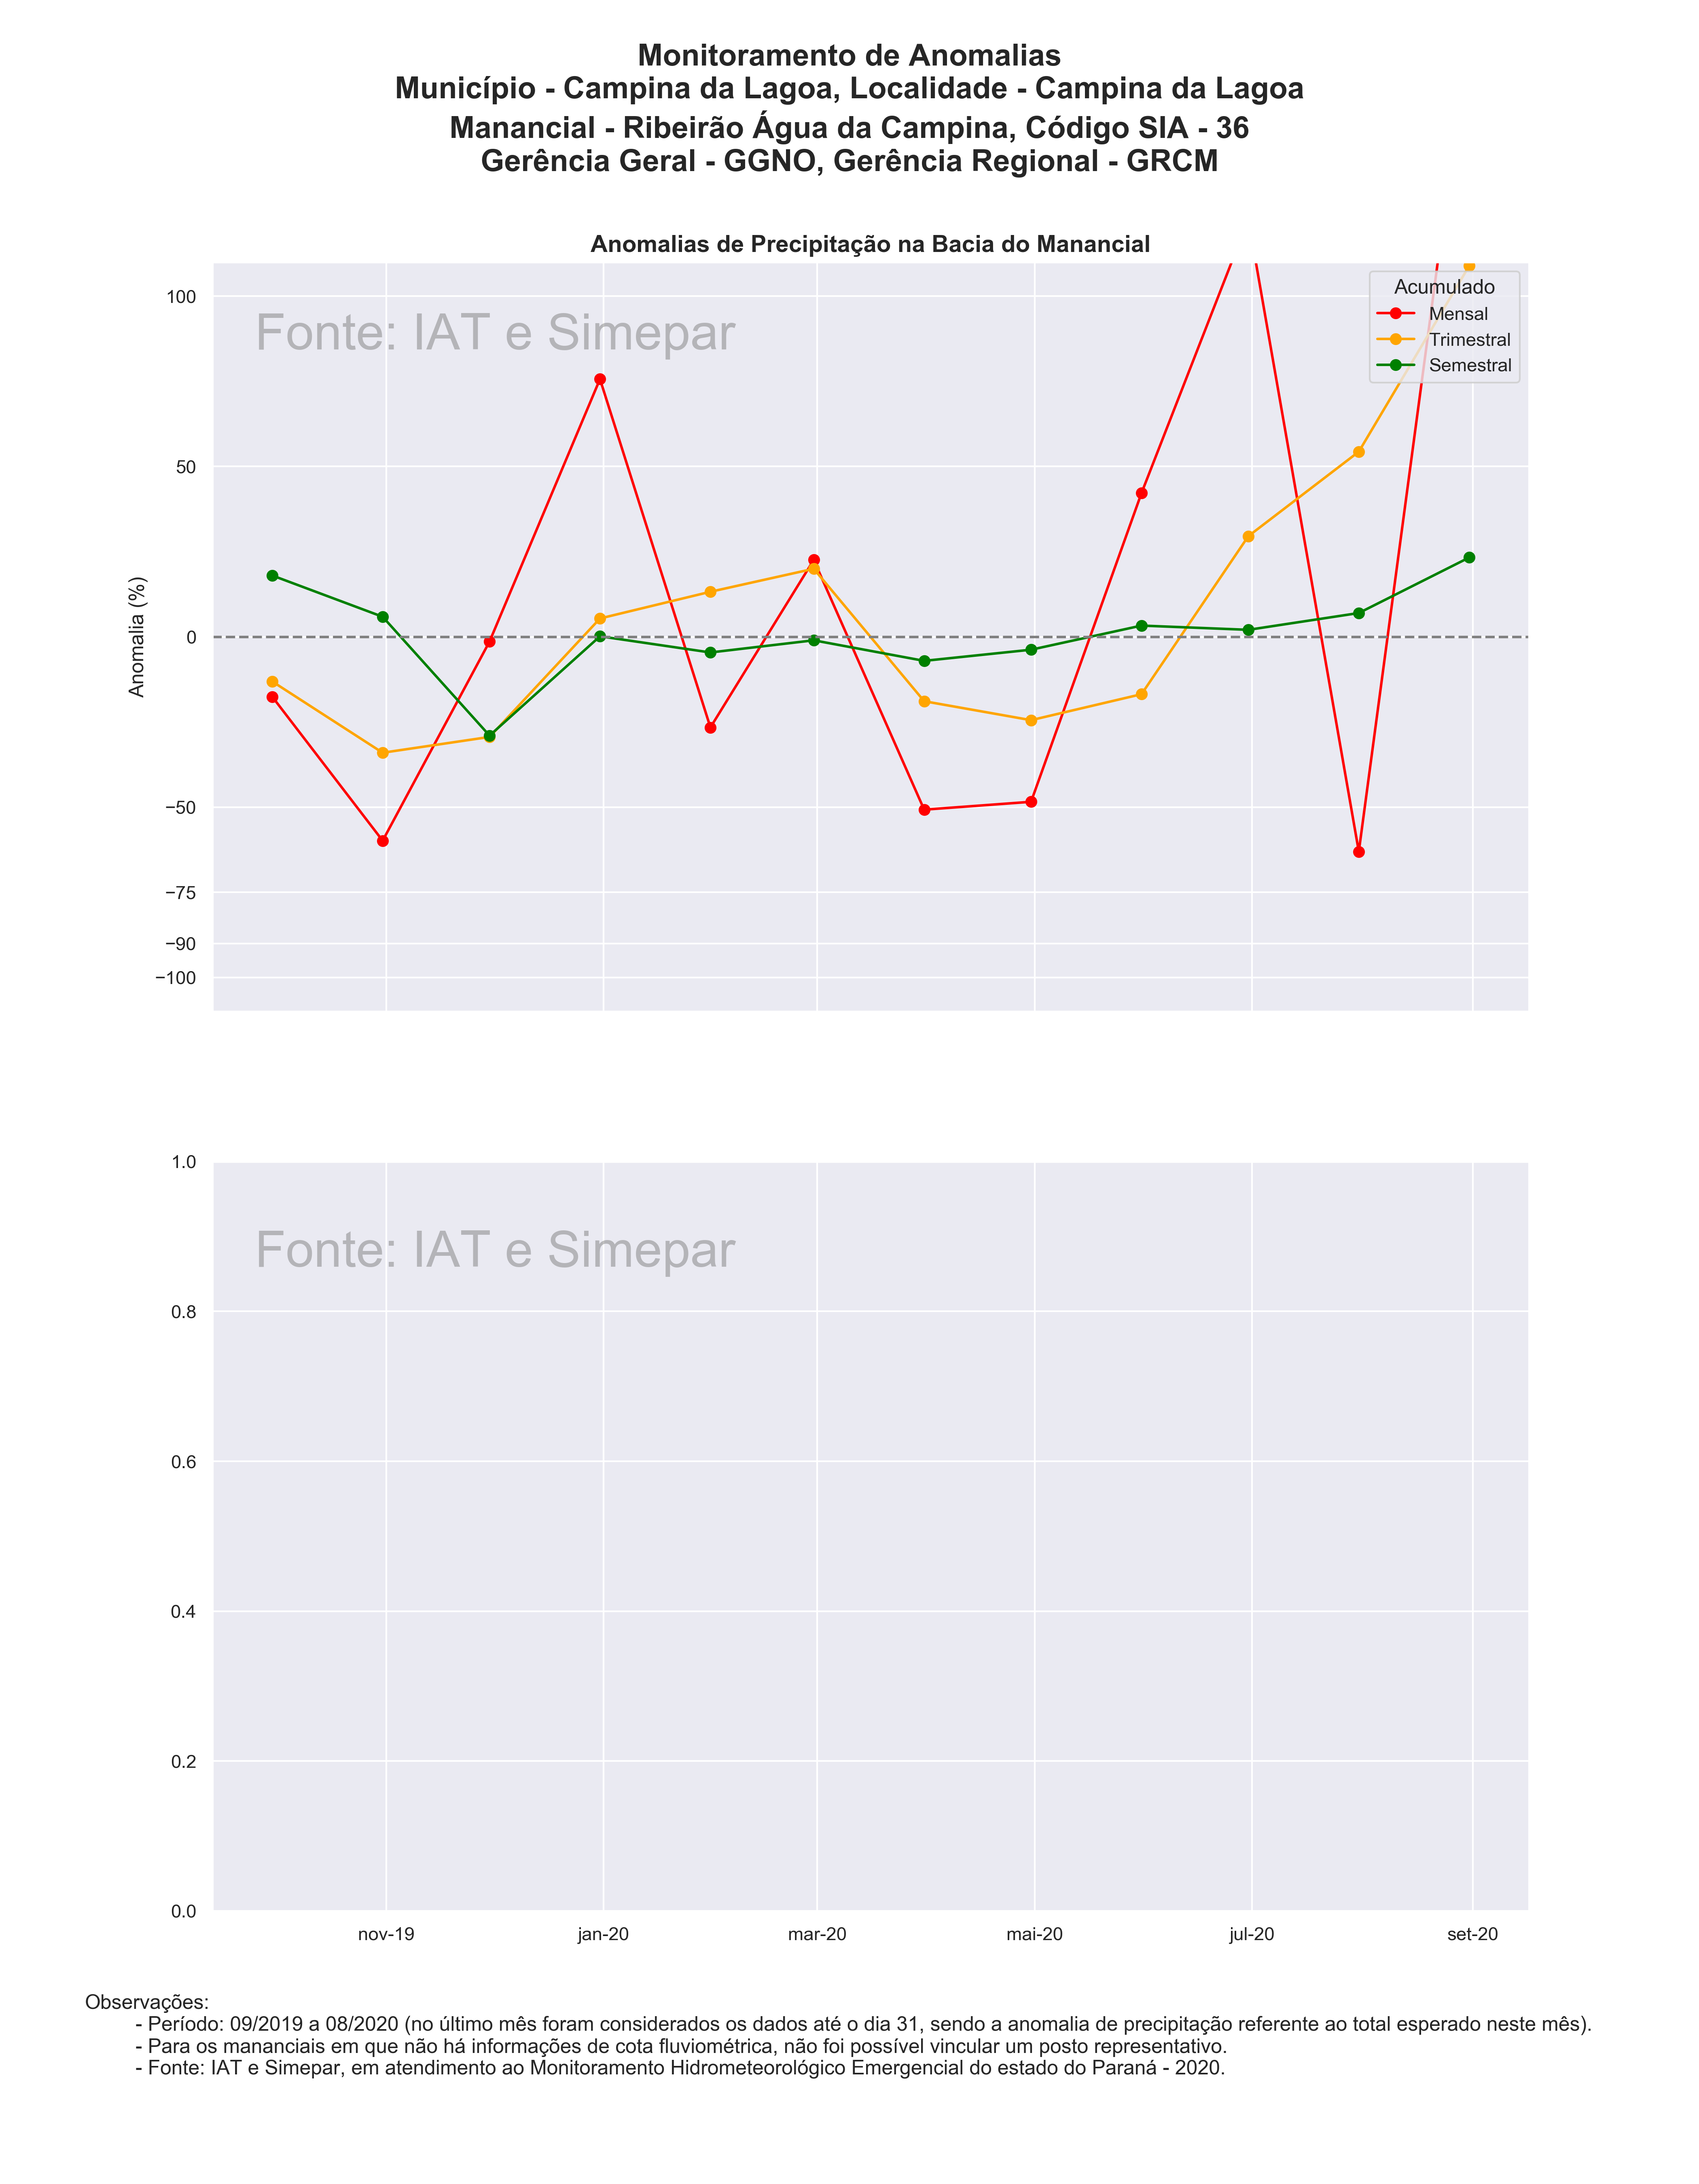 Monitoramento de Anomalias
Município - Campina da Lagoa, Localidade - Campina da Lagoa
Manancial - Ribeirão Água da Campina, Código SIA - 36
Gerência Geral - GGNO, Gerência Regional - GRCM
Anomalias de Precipitação na Bacia do Manancial
Fonte: IAT e Simepar
Acumulado
Mensal
Trimestral
Semestral
Anomalia (%)
100
50
0
−50
−75
−90
−100
Fonte: IAT e Simepar
1.0
0.8
0.6
0.4
0.2
0.0
nov-19 jan-20 mar-20 mai-20 jul-20 set-20
Observações:
- Período: 09/2019 a 08/2020 (no último mês foram considerados os dados até o dia 31, sendo a anomalia de precipitação referente ao total esperado neste mês).
- Para os mananciais em que não há informações de cota fluviométrica, não foi possível vincular um posto representativo.
- Fonte: IAT e Simepar, em atendimento ao Monitoramento Hidrometeorológico Emergencial do estado do Paraná - 2020.